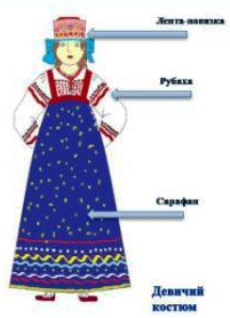 Лента-повязка
Рубаха
Сарафан
Девичий
костюм